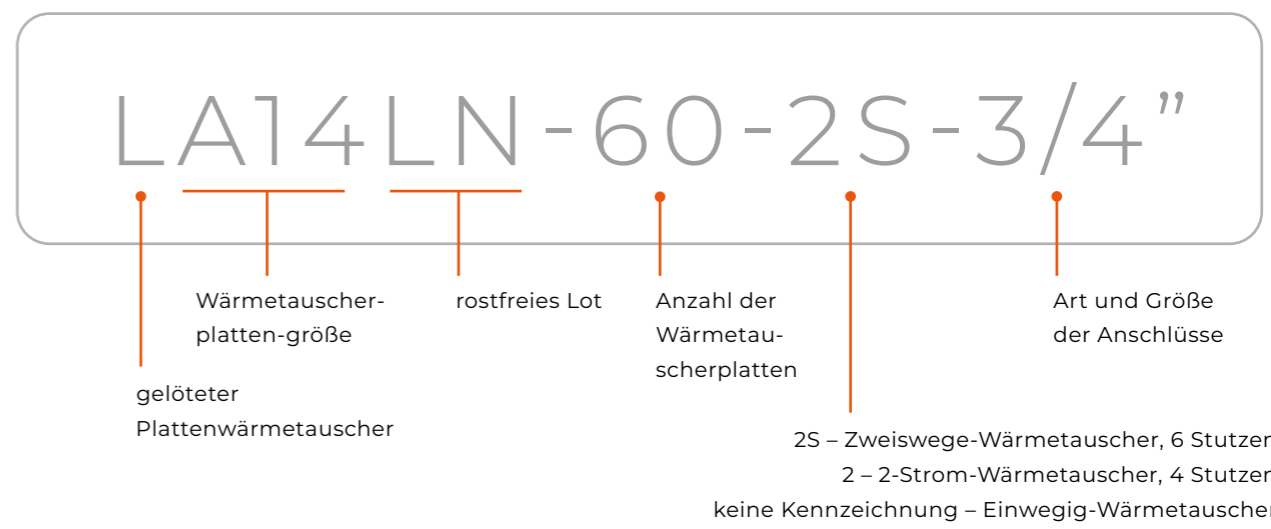 LA14LN-60-2S-3/4”
Wärmetauscher-
platten-größe
rostfreies Lot
Anzahl der
Wärmetau-
scherplatten
Art und Größe
der Anschlüsse
gelöteter
Plattenwärmetauscher
2S – Zweiswege-Wärmetauscher, 6 Stutzen
2 – 2-Strom-Wärmetauscher, 4 Stutzen
keine Kennzeichnung – Einwegig-Wärmetauscher